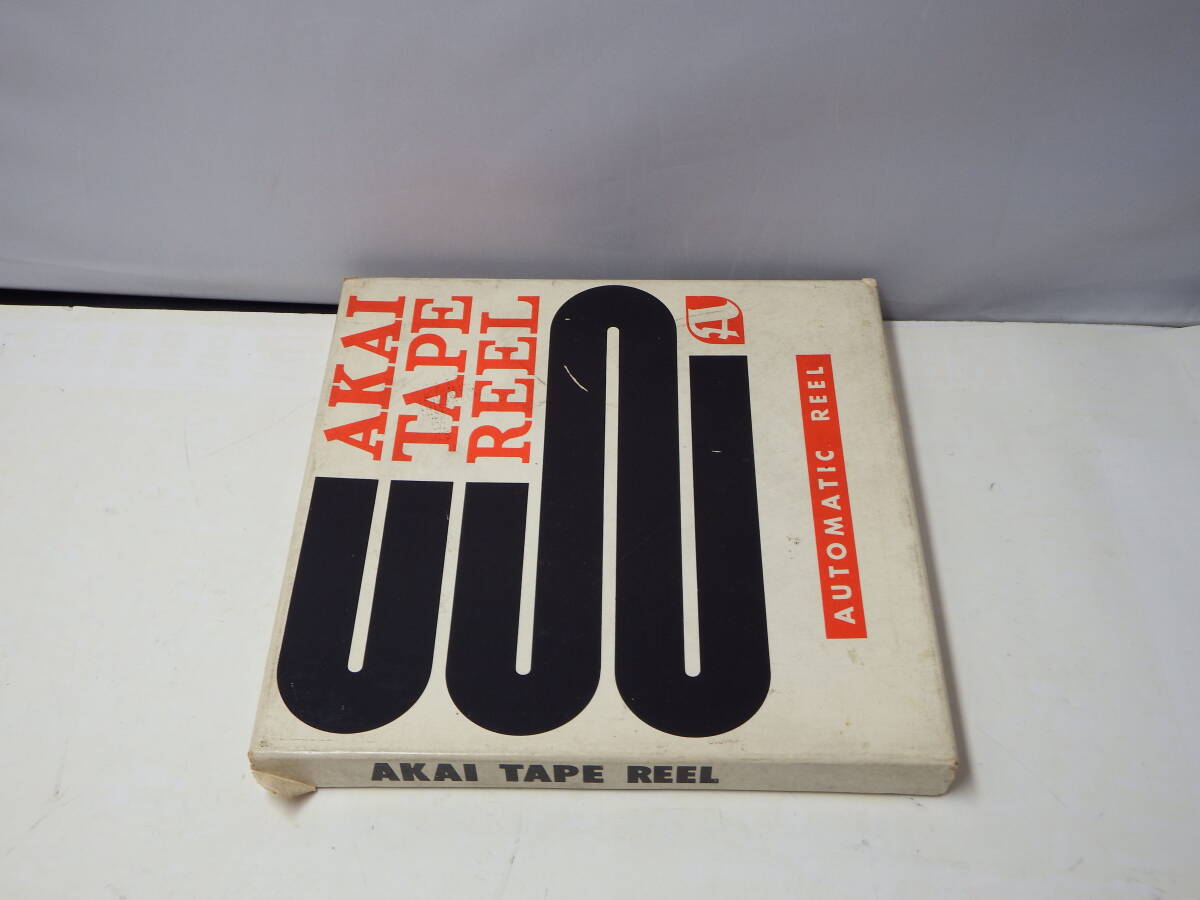 AKAI
TAPE
REEL
A
AUTOMATIC REEL
AKAI TAPE REEL